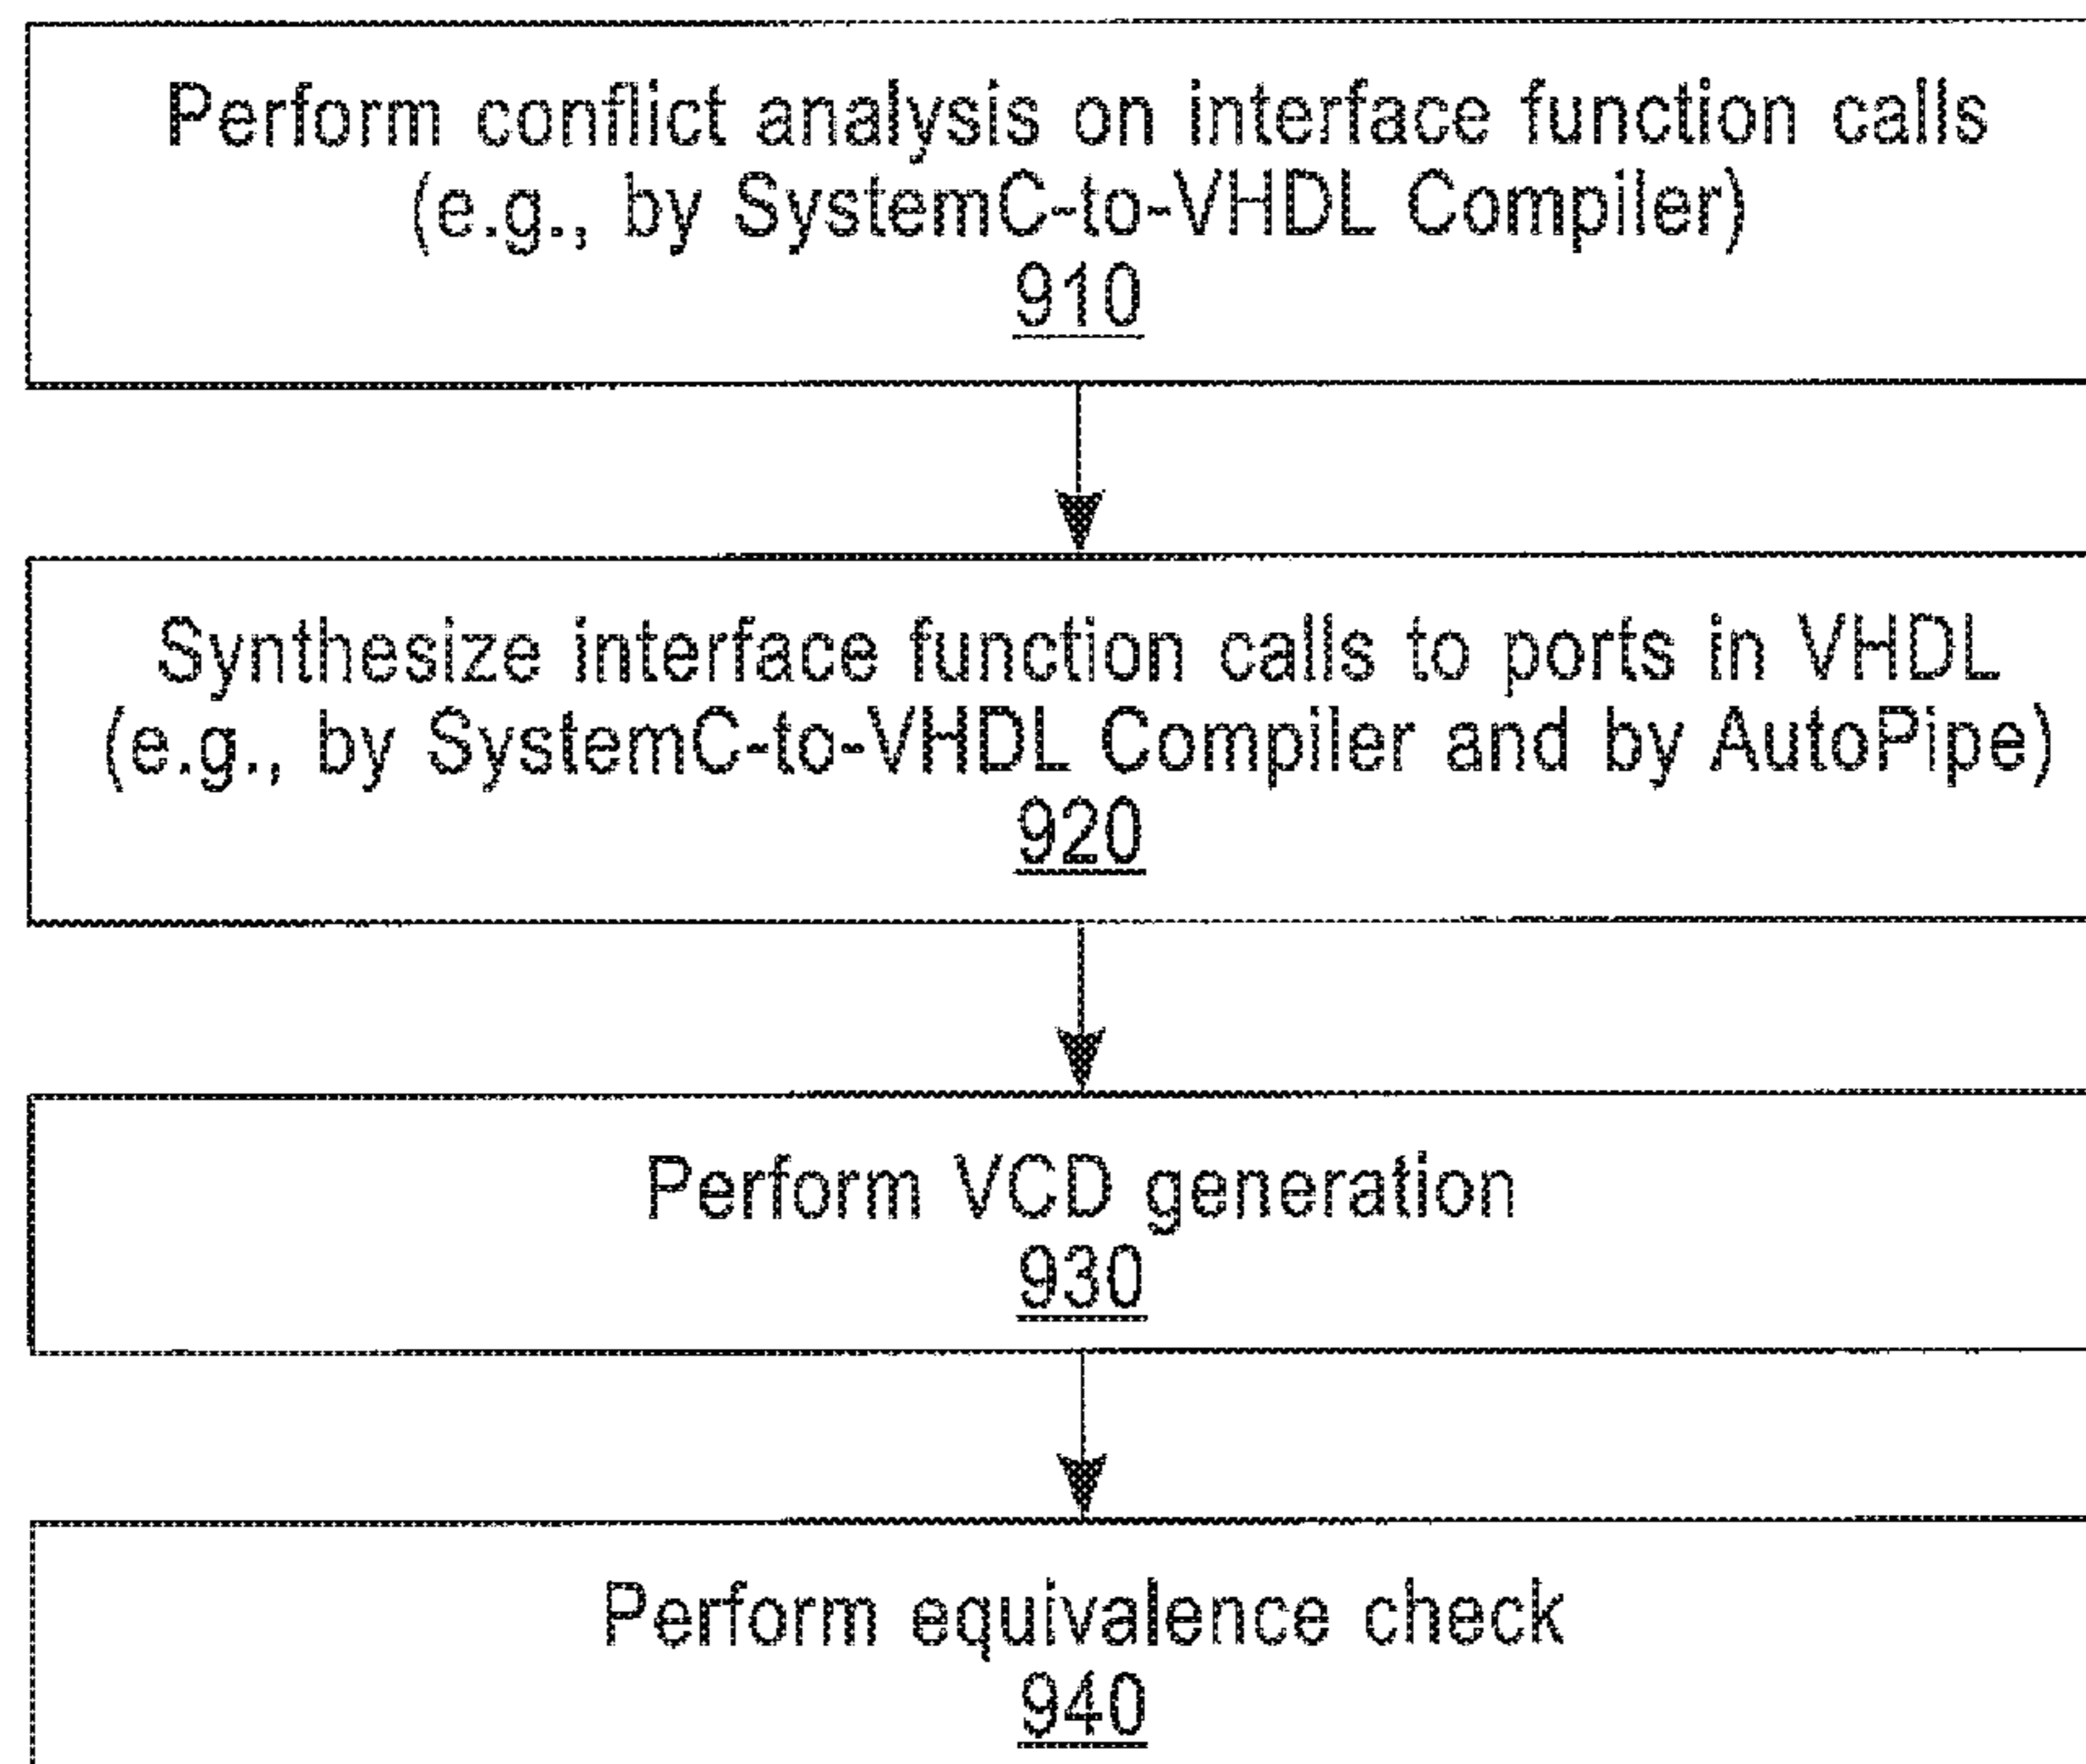 Perform conflict analysis on interface function calls
(e.g., by SystemC-to-VHDL Compiler)
910
Synthesize interface function calls to ports in VHDL
(e.g., by SystemC-to-VHDL Compiler and by AutoPipe)
920
Perform VCD generation
930
Perform equivalence check
940